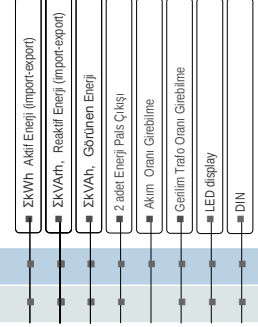 ΣkWh Aktif Enerji (import-export)
ΣkVArh, Reaktif Enerji (import-export)
ΣkVAh, Görünen Enerji
2 adet Enerji Pals Çıkışı
Akım Oranı Girebilme
Gerilim Trafo Oranı Girebilme
LED display
DIN